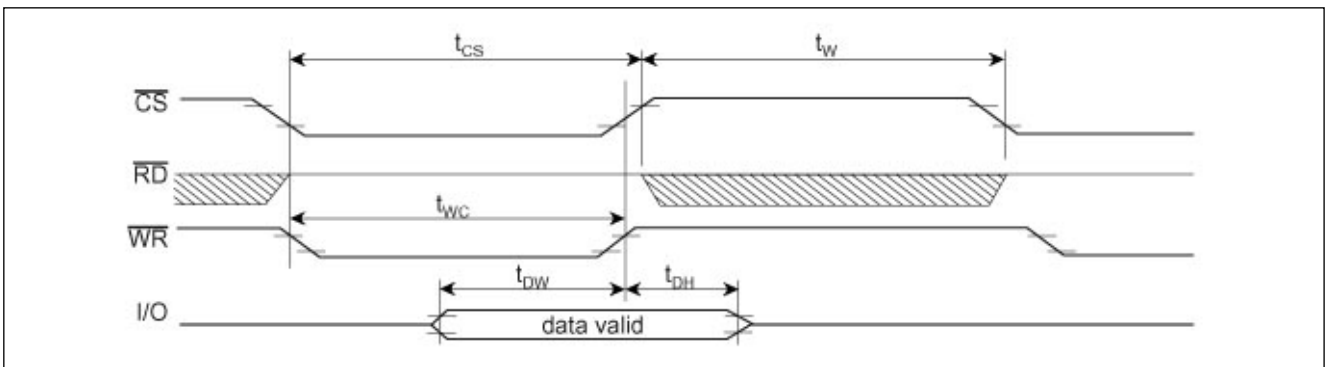 tCS tW
CS
RD
tWC
WR
tDW tDH
I/O data valid